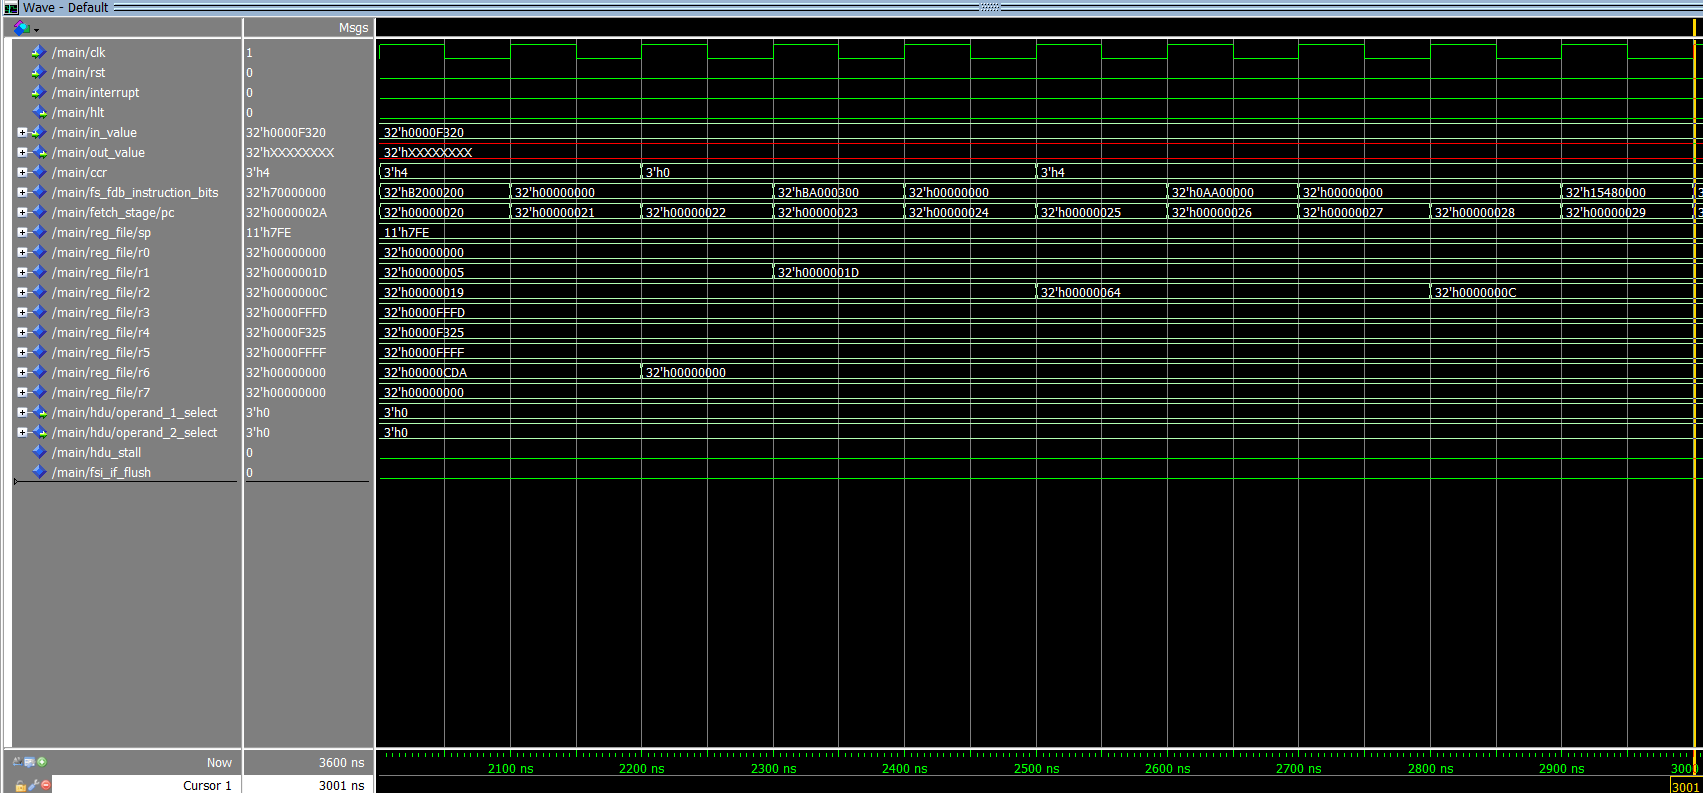 Wave - Default
Msgs
/main/clk 1
/main/rst 0
/main/interrupt 0
/main/hlt 0
/main/in_value 32'h0000F320 32'h0000F320
/main/out_value 32'hXXXXXXXX 32'hXXXXXXXX
/main/ccr 3'h4 3'h4 3'h0 3'h4
/main/fs_fdb_instruction_bits 32'h70000000 32'hB2000200 32'h00000000 32'hBA000300 32'h00000000 32'h0AA00000 32'h00000000 32'h15480000 3
/main/fetch_stage/pc 32'h0000002A 32'h00000020 32'h00000021 32'h00000022 32'h00000023 32'h00000024 32'h00000025 32'h00000026 32'h00000027 32'h00000028 32'h00000029 3
/main/reg_file/sp 11'h7FE 11'h7FE
/main/reg_file/r0 32'h00000000 32'h00000000
/main/reg_file/r1 32'h0000001D 32'h00000005 32'h0000001D
/main/reg_file/r2 32'h0000000C 32'h00000019 32'h00000064 32'h0000000C
/main/reg_file/r3 32'h0000FFFD 32'h0000FFFD
/main/reg_file/r4 32'h0000F325 32'h0000F325
/main/reg_file/r5 32'h0000FFFF 32'h0000FFFF
/main/reg_file/r6 32'h00000000 32'h00000CDA 32'h00000000
/main/reg_file/r7 32'h00000000 32'h00000000
/main/hdu/operand_1_select 3'h0 3'h0
/main/hdu/operand_2_select 3'h0 3'h0
/main/hdu_stall 0
/main/fsi_if_flush 0
Now 3600 ns 2100 ns 2200 ns 2300 ns 2400 ns 2500 ns 2600 ns 2700 ns 2800 ns 2900 ns 3000
Cursor 1 3001 ns 3001